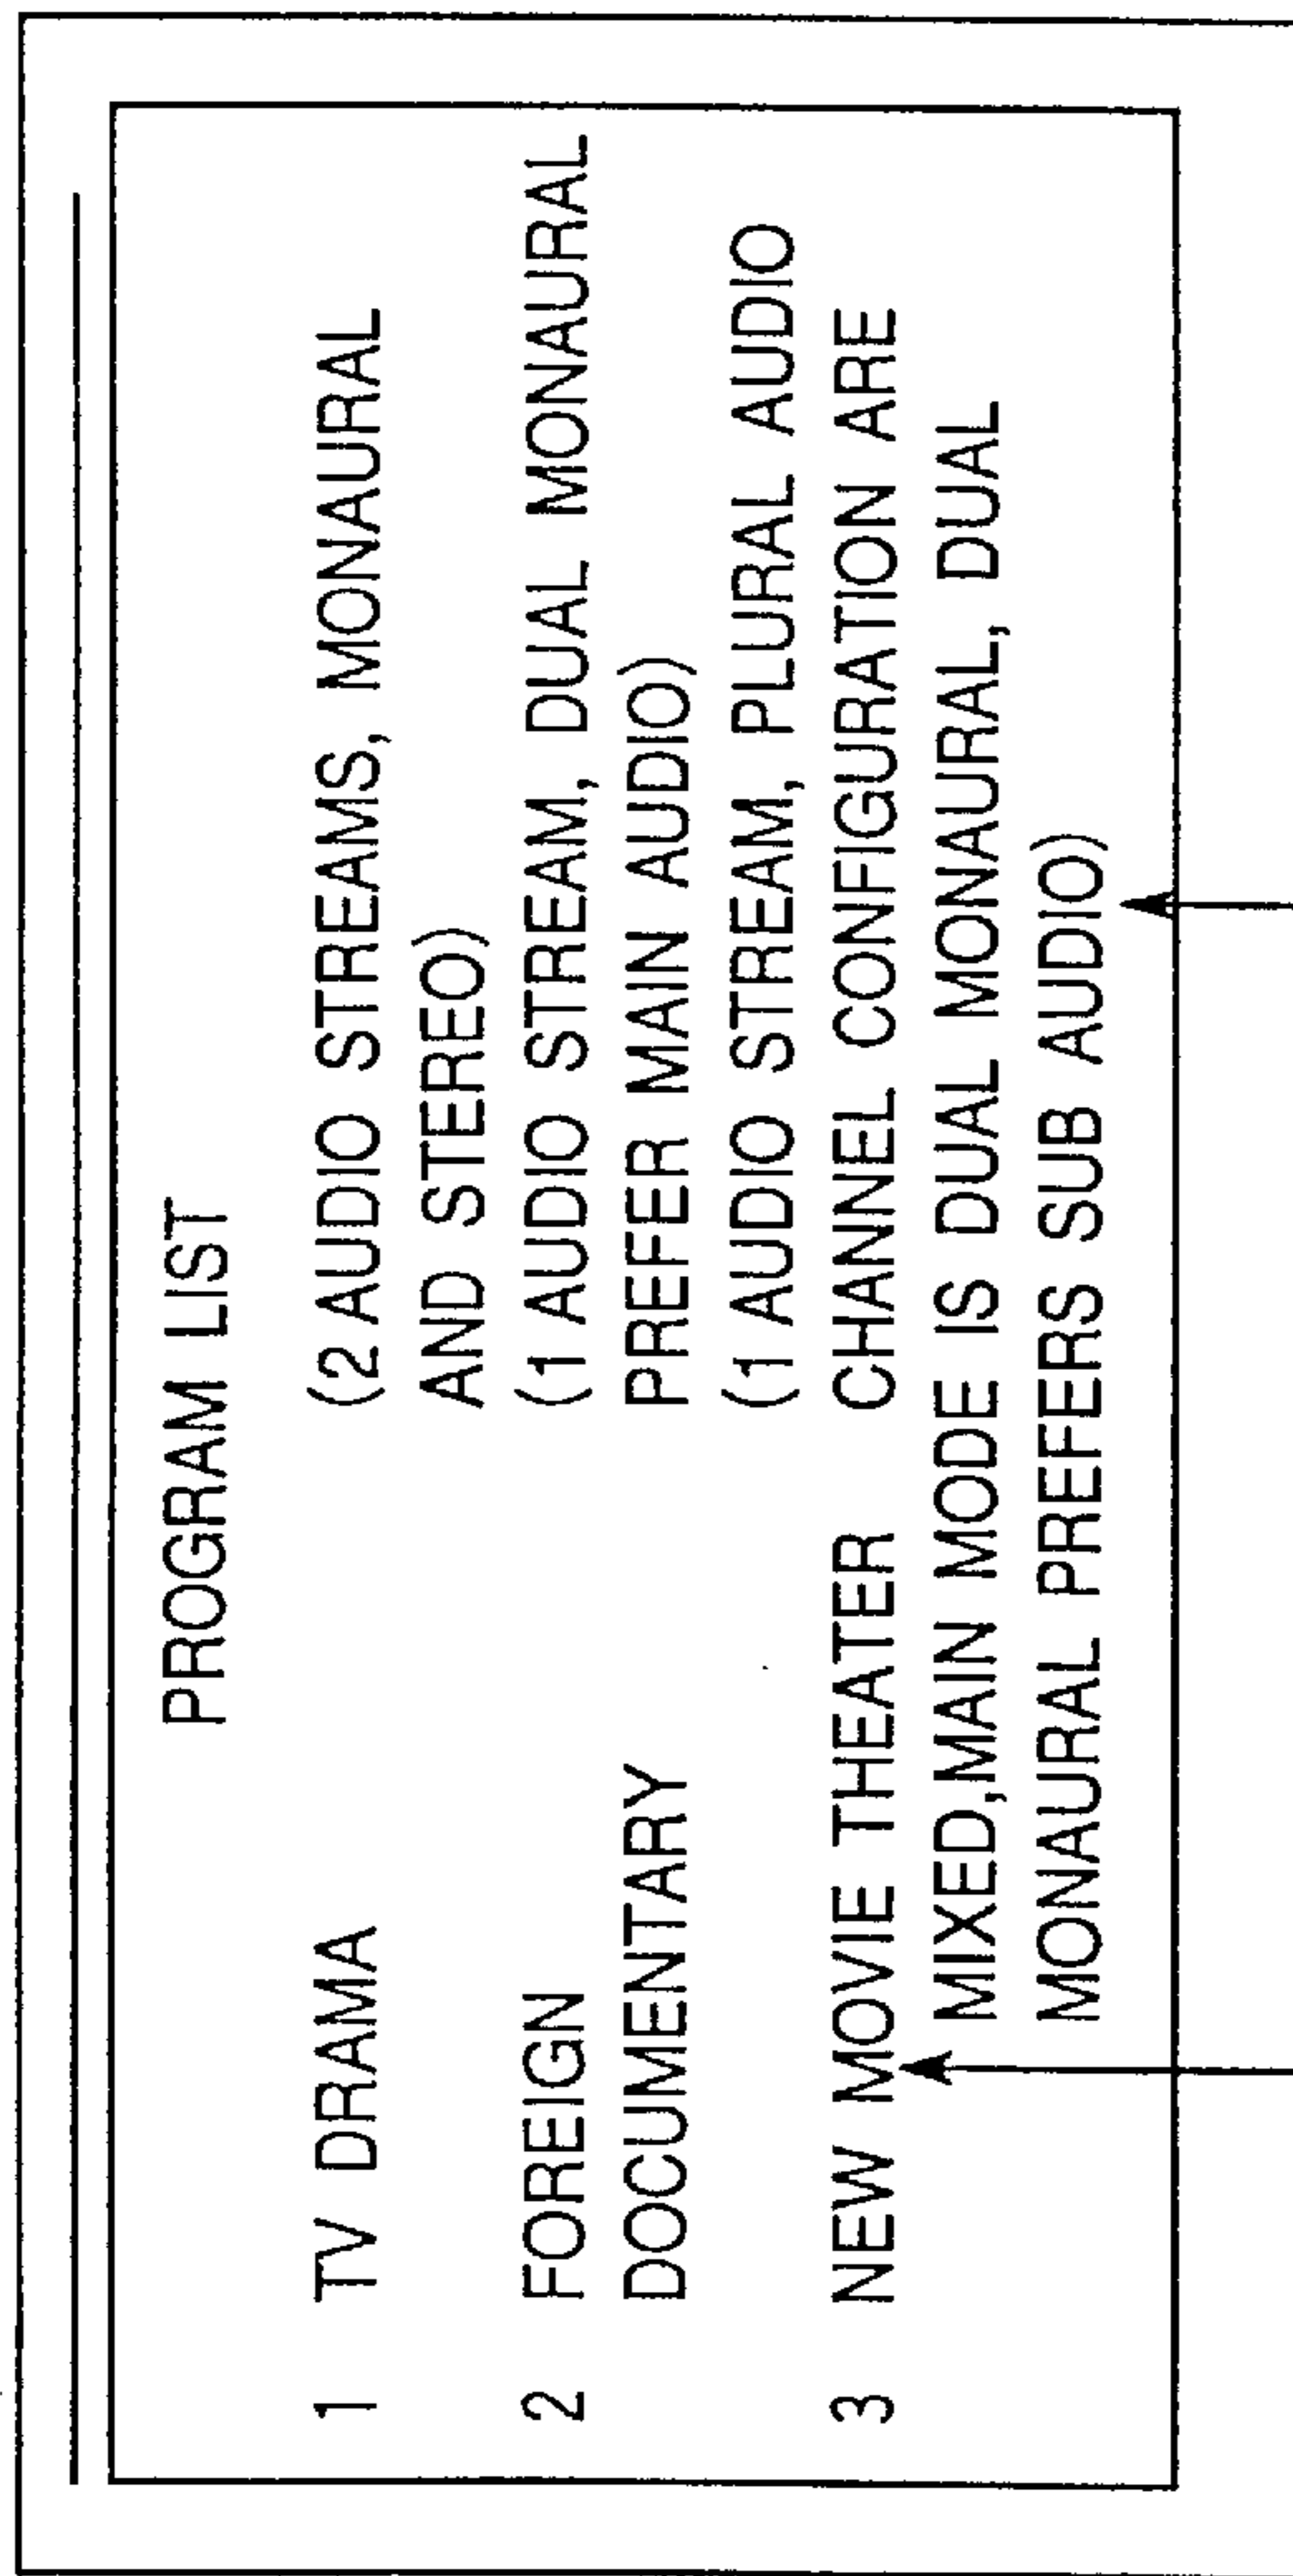 PROGRAM LIST
1 TV DRAMA (2 AUDIO STREAMS, MONAURAL
AND STEREO)
2 FOREIGN (1 AUDIO STREAM, DUAL MONAURAL
DOCUMENTARY PREFER MAIN AUDIO)
(1 AUDIO STREAM, PLURAL AUDIO
3 NEW MOVIE THEATER CHANNEL CONFIGURATION ARE
MIXED,MAIN MODE IS DUAL MONAURAL, DUAL
MONAURAL PREFERS SUB AUDIO)